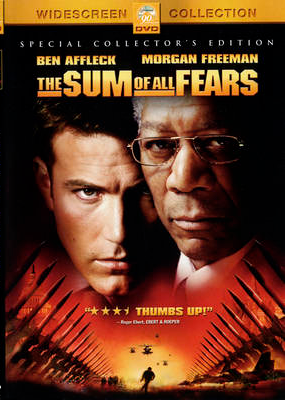 WIDESCREEN DVD COLLECTION
SPECIAL COLLECTOR'S EDITION
BEN AFFLECK MORGAN FREEMAN
THE SUM OF ALL FEARS
"★★★½ THUMBS UP!"
—Roger Ebert, EBERT & ROEPER